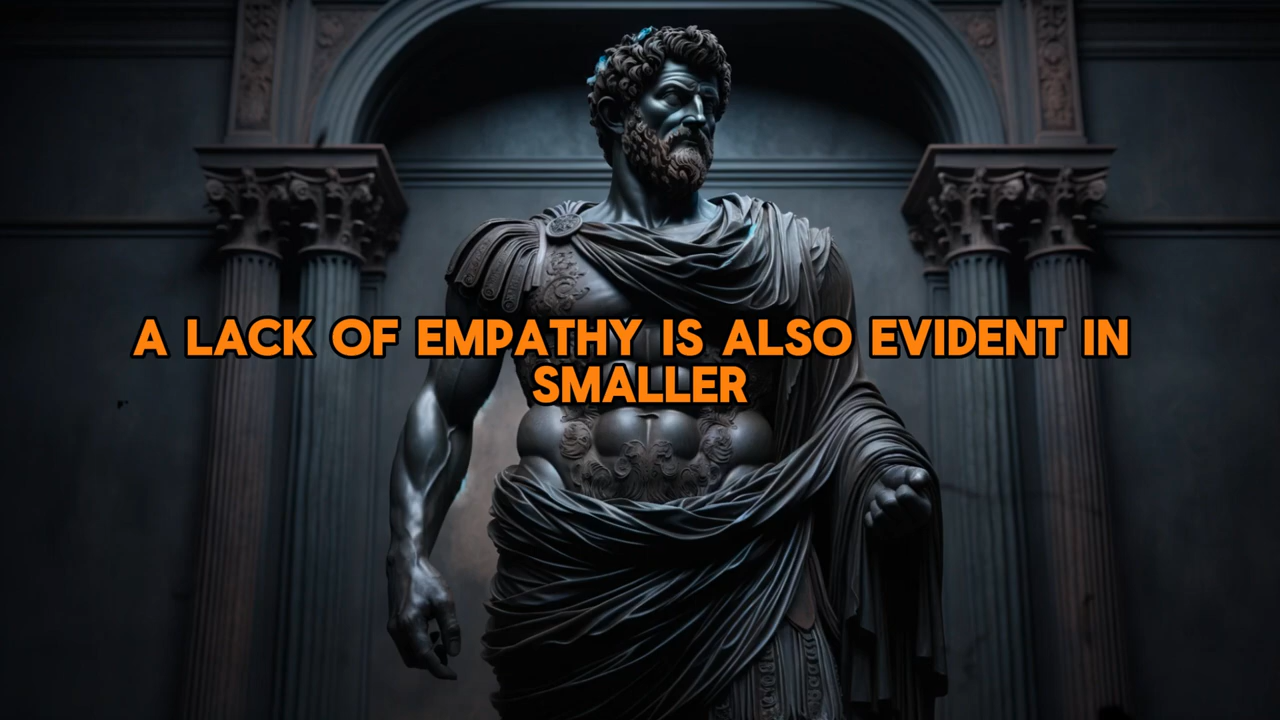 A LACK OF EMPATHY IS ALSO EVIDENT IN
SMALLER